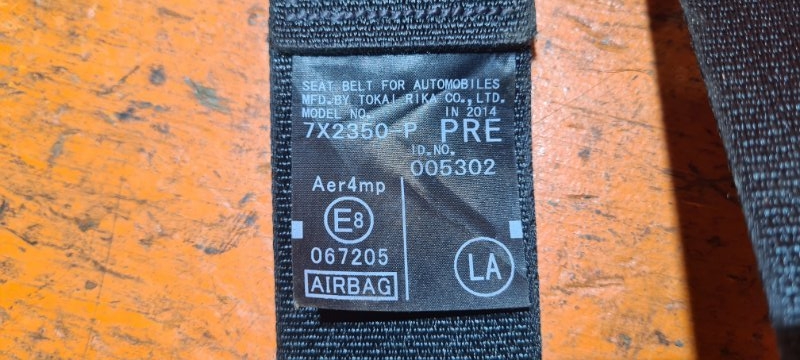 SEAT BELT FOR AUTOMOBILES
MFD.BY TOKAI RIKA CO.,LTD.
MODEL NO. IN 2014
7X2350-P PRE
ID.NO.
005302
Aer4mp
E8
067205
AIRBAG
LA